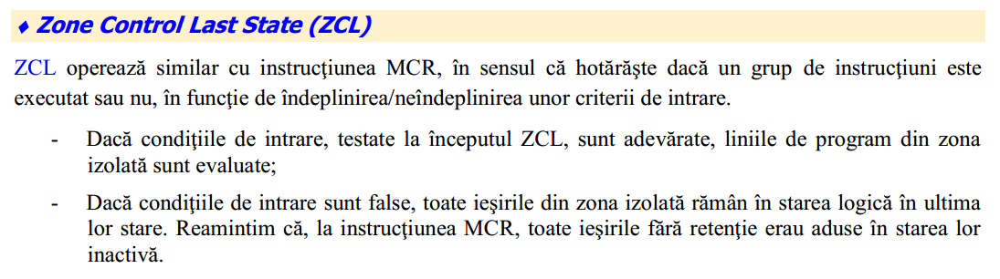 ♦ Zone Control Last State (ZCL)
ZCL operează similar cu instrucţiunea MCR, în sensul că hotărăşte dacă un grup de instrucţiuni este
executat sau nu, în funcţie de îndeplinirea/neîndeplinirea unor criterii de intrare.
- Dacă condiţiile de intrare, testate la începutul ZCL, sunt adevărate, liniile de program din zona
izolată sunt evaluate;
- Dacă condiţiile de intrare sunt false, toate ieşirile din zona izolată rămân în starea logică în ultima
lor stare. Reamintim că, la instrucţiunea MCR, toate ieşirile fără retenţie erau aduse în starea lor
inactivă.